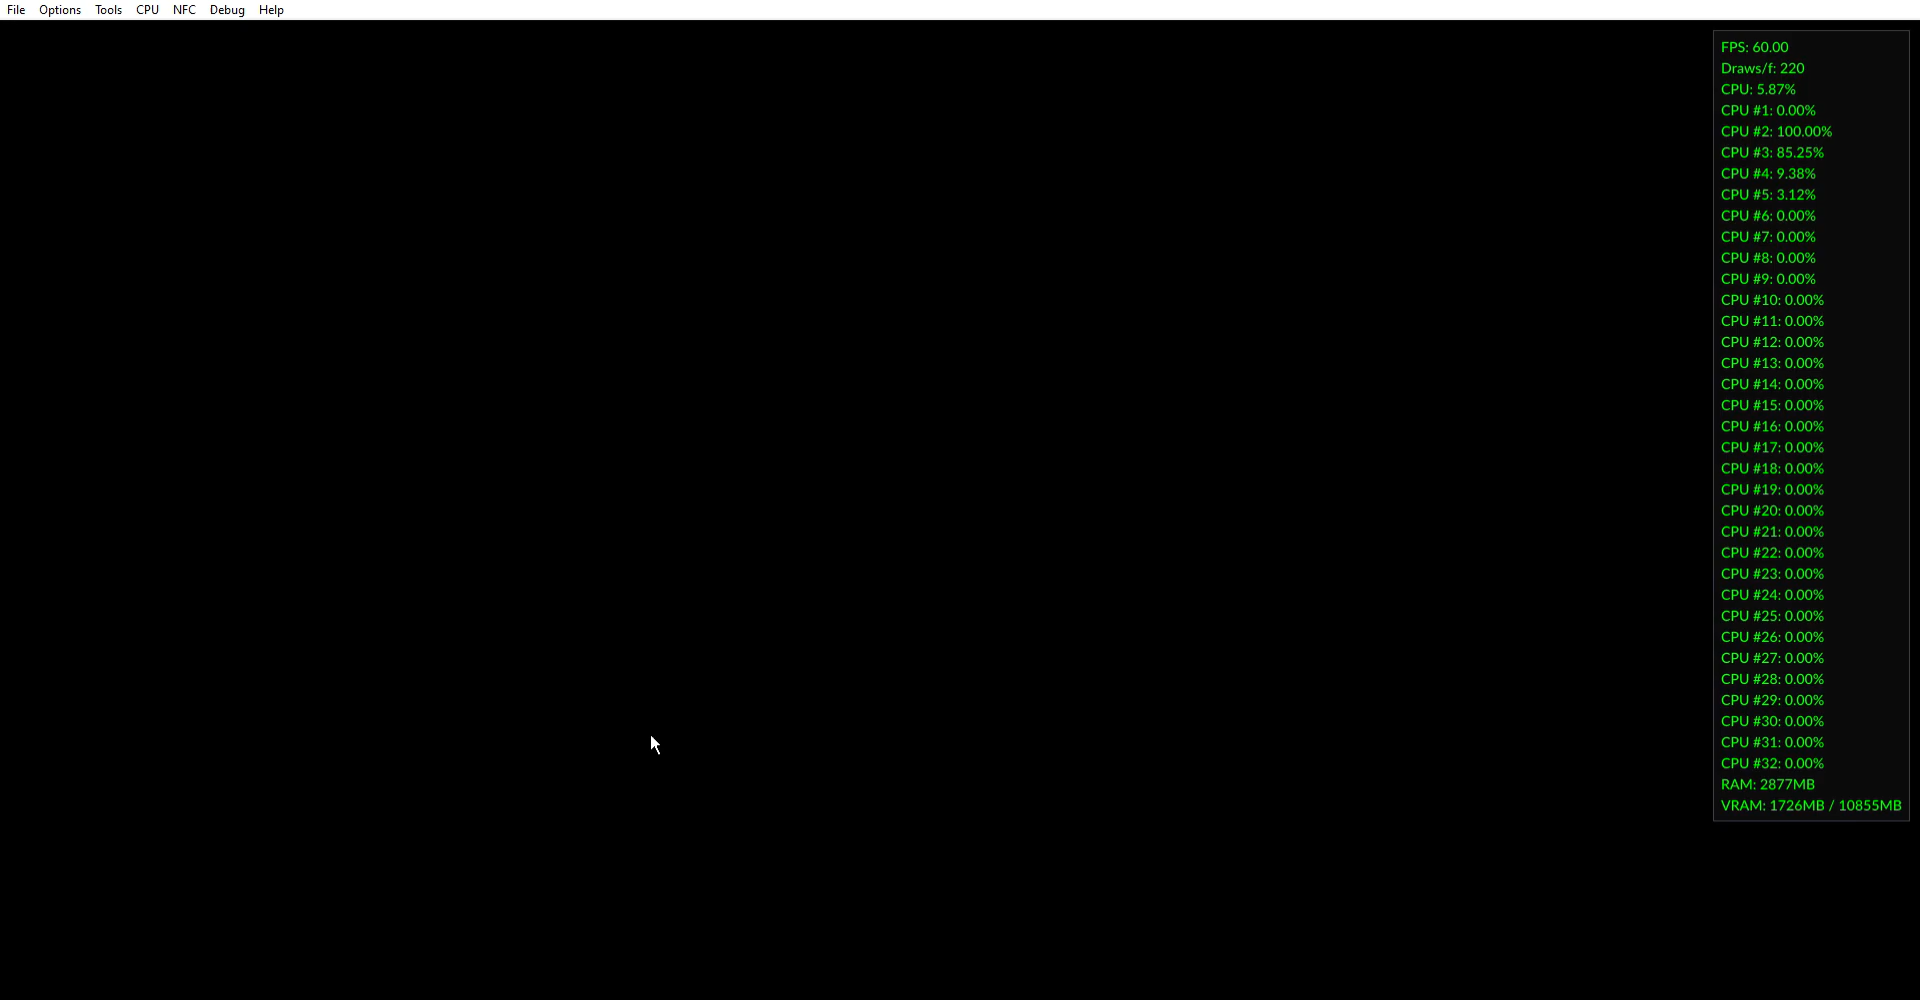 File Options Tools CPU NFC Debug Help
FPS: 60.00
Draws/f: 220
CPU: 5.87%
CPU #1: 0.00%
CPU #2: 100.00%
CPU #3: 85.25%
CPU #4: 9.38%
CPU #5: 3.12%
CPU #6: 0.00%
CPU #7: 0.00%
CPU #8: 0.00%
CPU #9: 0.00%
CPU #10: 0.00%
CPU #11: 0.00%
CPU #12: 0.00%
CPU #13: 0.00%
CPU #14: 0.00%
CPU #15: 0.00%
CPU #16: 0.00%
CPU #17: 0.00%
CPU #18: 0.00%
CPU #19: 0.00%
CPU #20: 0.00%
CPU #21: 0.00%
CPU #22: 0.00%
CPU #23: 0.00%
CPU #24: 0.00%
CPU #25: 0.00%
CPU #26: 0.00%
CPU #27: 0.00%
CPU #28: 0.00%
CPU #29: 0.00%
CPU #30: 0.00%
CPU #31: 0.00%
CPU #32: 0.00%
RAM: 2877MB
VRAM: 1726MB / 10855MB